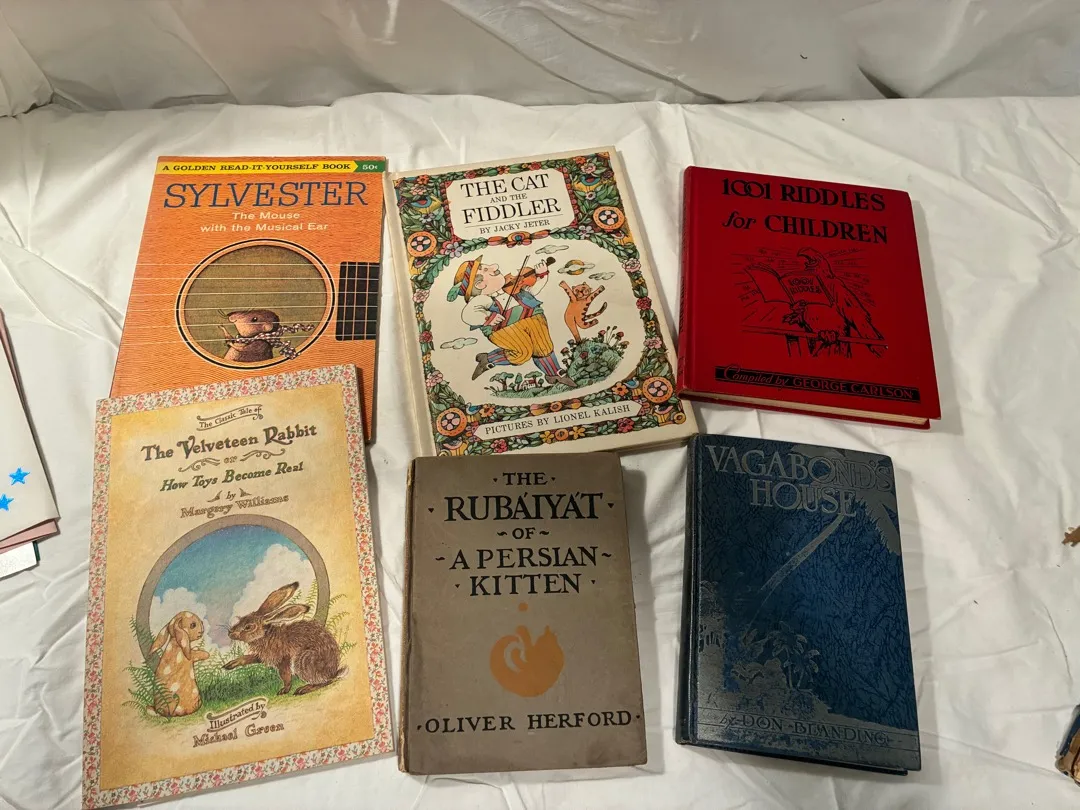 A GOLDEN READ-IT-YOURSELF BOOK 50¢
SYLVESTER
The Mouse
with the Musical Ear
THE CAT
AND THE
FIDDLER
BY JACKY JETER
PICTURES BY LIONEL KALISH
1001 RIDDLES
for CHILDREN
Compiled by GEORGE CARLSON
The Classic Tale of
The Velveteen Rabbit
or
How Toys Become Real
by
Margery Williams
Illustrated by
Michael Green
THE
· RUBÁIYÁT ·
~ OF ~
~ A PERSIAN ~
· KITTEN ·
· OLIVER HERFORD ·
VAGABOND'S
HOUSE
by DON BLANDING